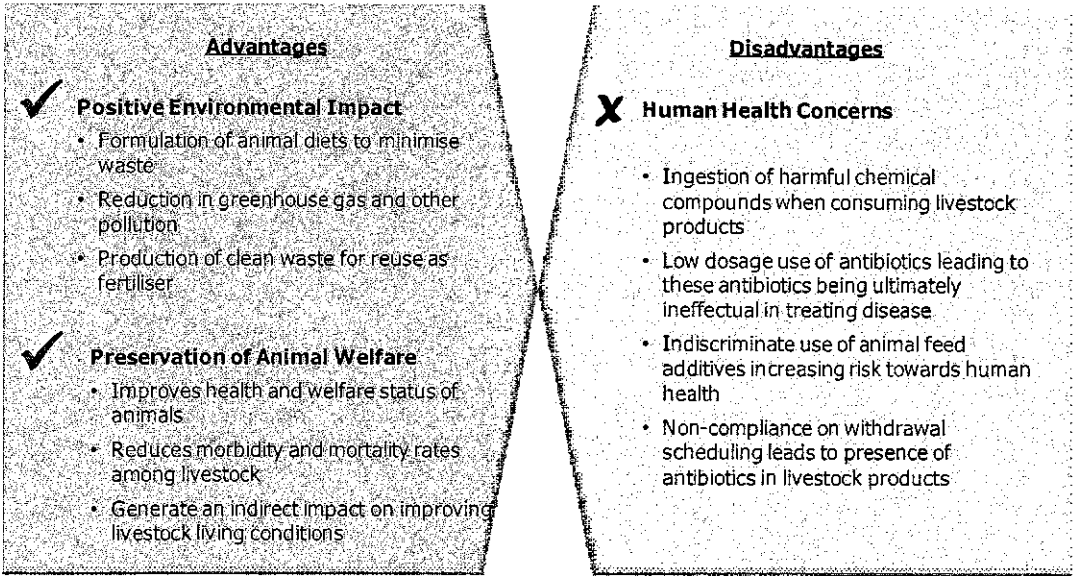 Advantages
Positive Environmental Impact
• Formulation of animal diets to minimise
waste
• Reduction in greenhouse gas and other
pollution
• Production of clean waste for reuse as
fertiliser
Preservation of Animal Welfare
• Improves health and welfare status of
animals
• Reduces morbidity and mortality rates
among livestock
• Generate an indirect impact on improving
livestock living conditions
Disadvantages
Human Health Concerns
• Ingestion of harmful chemical
compounds when consuming livestock
products
• Low dosage use of antibiotics leading to
these antibiotics being ultimately
ineffectual in treating disease
• Indiscriminate use of animal feed
additives increasing risk towards human
health
• Non-compliance on withdrawal
scheduling leads to presence of
antibiotics in livestock products